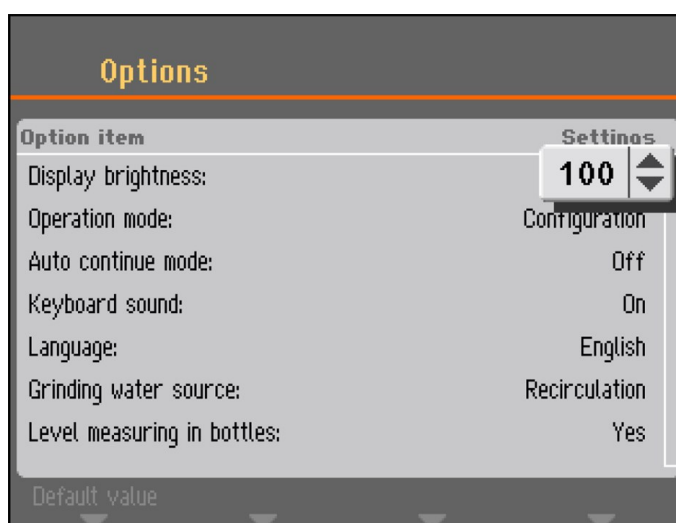 Options
Option item Settings
Display brightness: 100
Operation mode: Configuration
Auto continue mode: Off
Keyboard sound: On
Language: English
Grinding water source: Recirculation
Level measuring in bottles: Yes
Default value